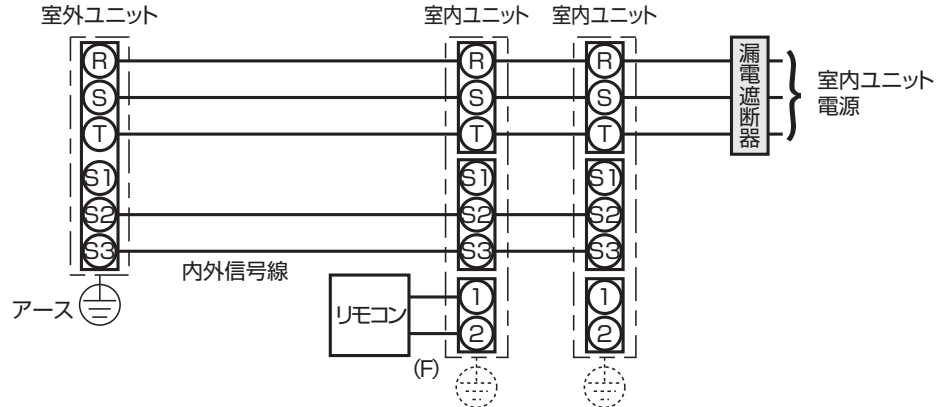 室外ユニット
室内ユニット
室内ユニット
R
R
R
S
S
S
T
T
T
漏電遮断器
室内ユニット
電源
S1
S1
S1
S2
S2
S2
S3
S3
S3
内外信号線
アース
リモコン
1
1
2
2
(F)